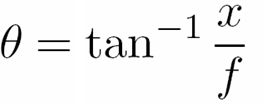 θ = tan⁻¹ x/f